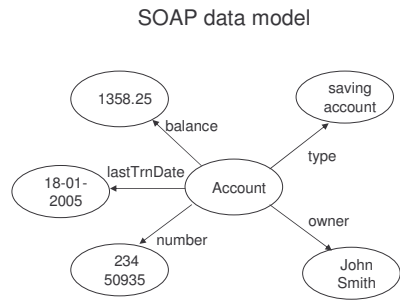 SOAP data model
1358.25
saving
account
balance
type
lastTrnDate
18-01-
2005
Account
owner
number
234
50935
John
Smith